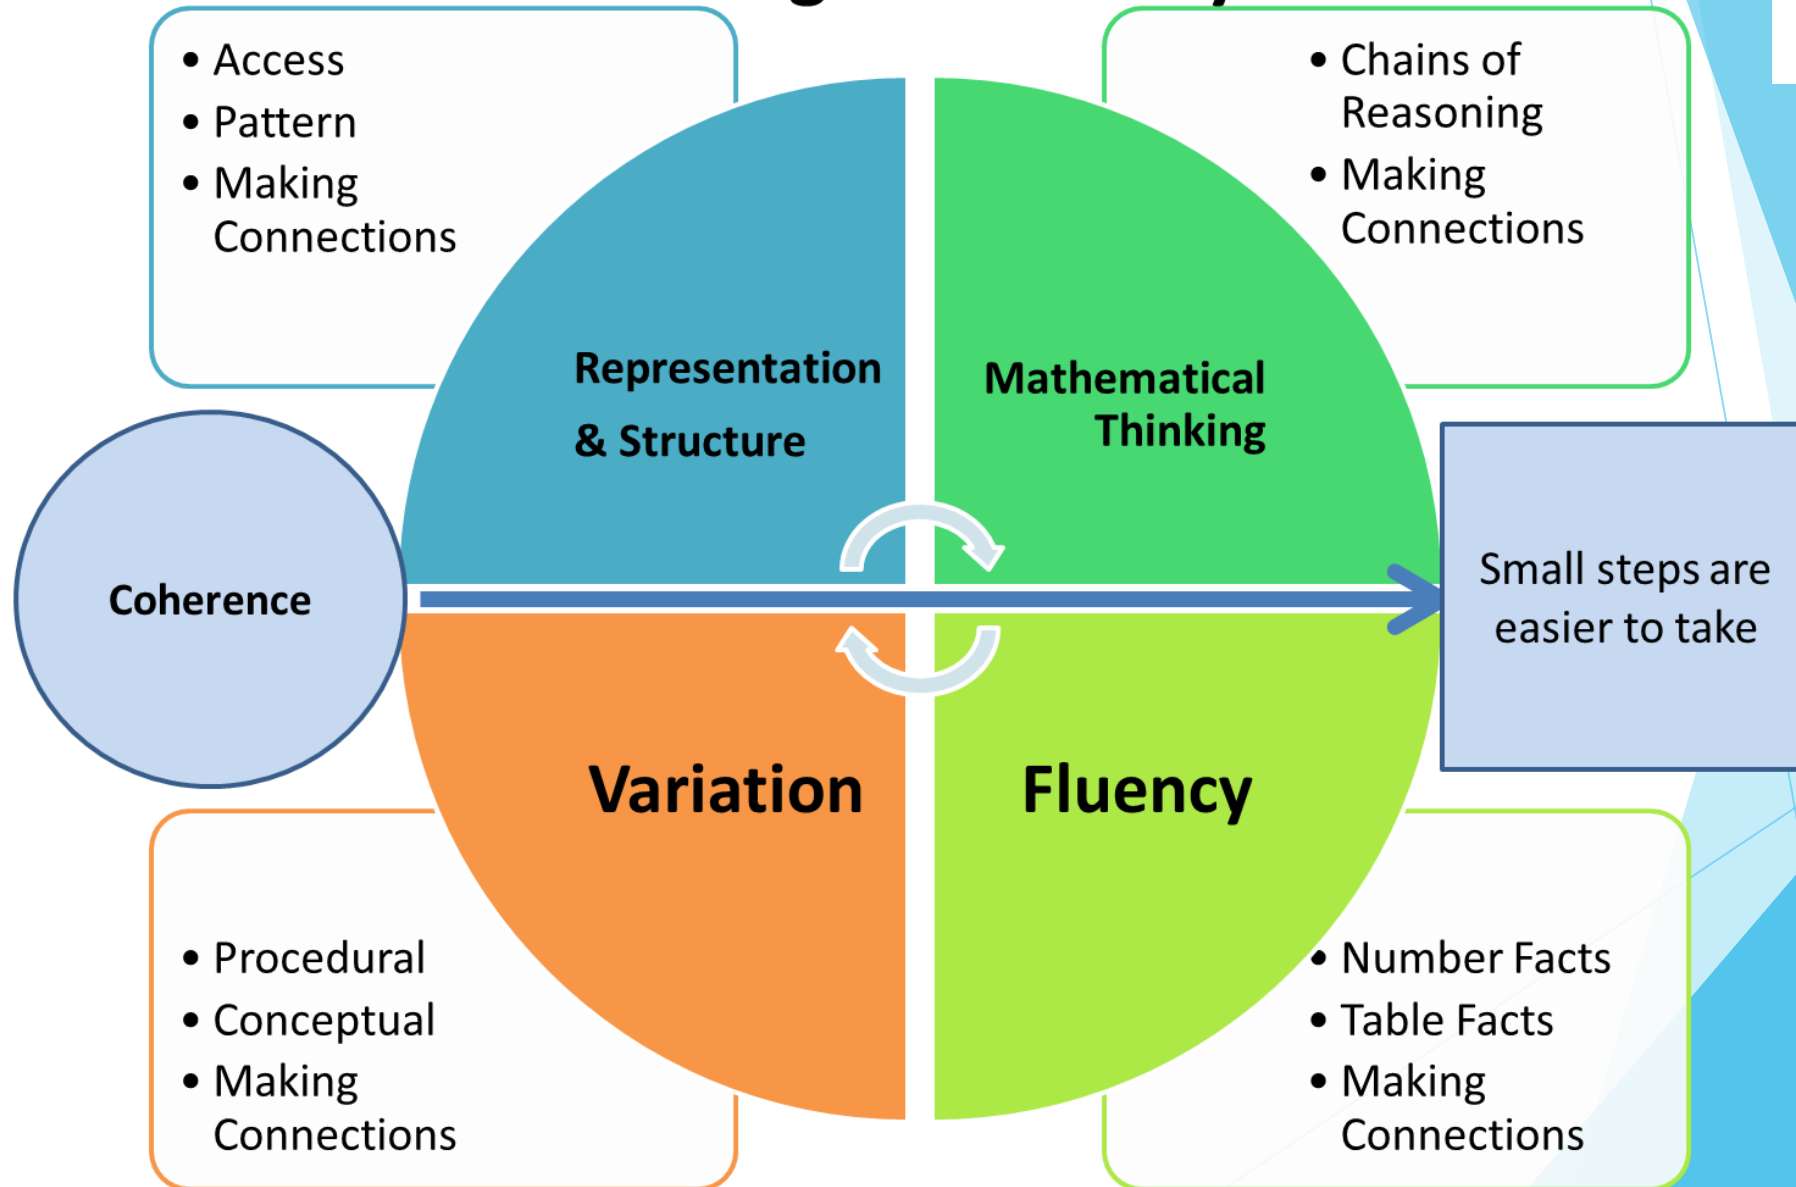 • Access
• Pattern
• Making
Connections
• Chains of
Reasoning
• Making
Connections
Representation
& Structure
Mathematical
Thinking
Coherence
Small steps are
easier to take
Variation
Fluency
• Procedural
• Conceptual
• Making
Connections
• Number Facts
• Table Facts
• Making
Connections